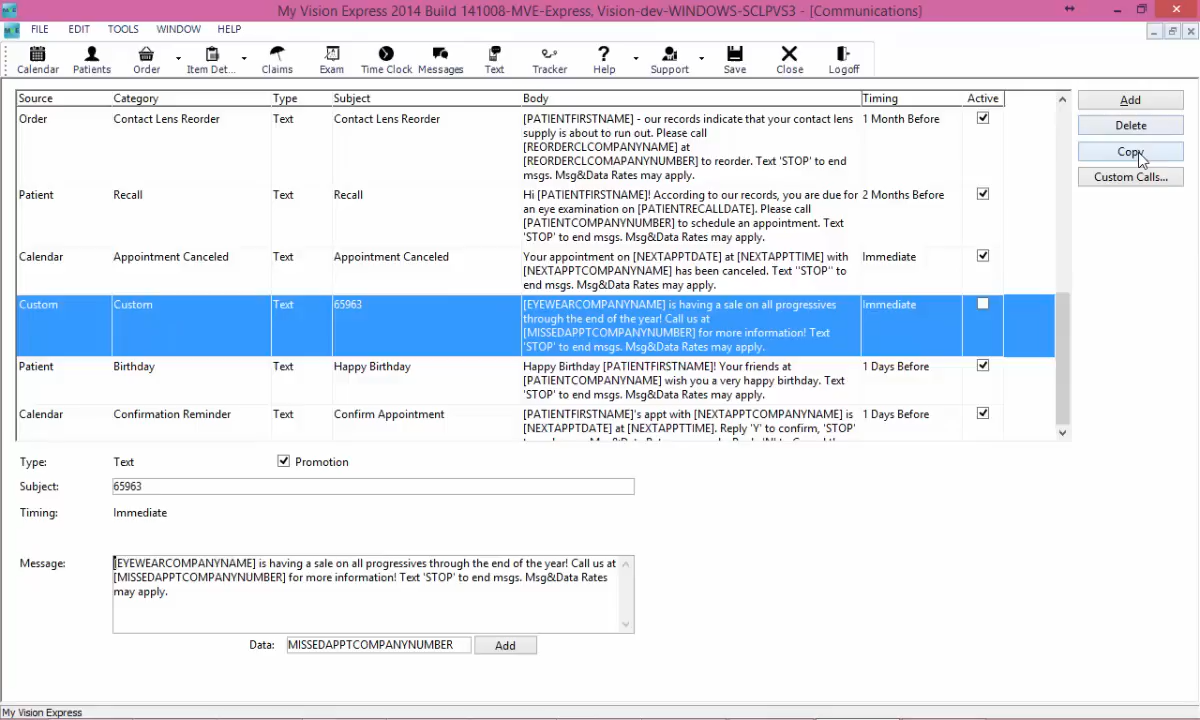 My Vision Express 2014 Build 141008-MVE-Express, Vision-dev-WINDOWS-SCLPVS3 - [Communications]
FILE EDIT TOOLS WINDOW HELP
Calendar Patients Order Item Det... Claims Exam Time Clock Messages Text Tracker Help Support Save Close Logoff
Source Category Type Subject Body Timing Active
Order Contact Lens Reorder Text Contact Lens Reorder [PATIENTFIRSTNAME] - our records indicate that your contact lens 1 Month Before
supply is about to run out. Please call
[REORDERCLCOMPANYNAME] at
[REORDERCLCOMAPANYNUMBER] to reorder. Text 'STOP' to end
msgs. Msg&Data Rates may apply.
Patient Recall Text Recall Hi [PATIENTFIRSTNAME]! According to our records, you are due for 2 Months Before
an eye examination on [PATIENTRECALLDATE]. Please call
[PATIENTCOMPANYNUMBER] to schedule an appointment. Text
'STOP' to end msgs. Msg&Data Rates may apply.
Calendar Appointment Canceled Text Appointment Canceled Your appointment on [NEXTAPPTDATE] at [NEXTAPPTTIME] with Immediate
[NEXTAPPTCOMPANYNAME] has been canceled. Text ''STOP'' to
end msgs. Msg&Data Rates may apply.
Custom Custom Text 65963 [EYEWEARCOMPANYNAME] is having a sale on all progressives Immediate
through the end of the year! Call us at
[MISSEDAPPTCOMPANYNUMBER] for more information! Text
'STOP' to end msgs. Msg&Data Rates may apply.
Patient Birthday Text Happy Birthday Happy Birthday [PATIENTFIRSTNAME]! Your friends at 1 Days Before
[PATIENTCOMPANYNAME] wish you a very happy birthday. Text
'STOP' to end msgs. Msg&Data Rates may apply.
Calendar Confirmation Reminder Text Confirm Appointment [PATIENTFIRSTNAME]'s appt with [NEXTAPPTCOMPANYNAME] is 1 Days Before
[NEXTAPPTDATE] at [NEXTAPPTTIME]. Reply 'Y' to confirm, 'STOP'
Add
Delete
Copy
Custom Calls...
Type: Text Promotion
Subject: 65963
Timing: Immediate
Message: [EYEWEARCOMPANYNAME] is having a sale on all progressives through the end of the year! Call us at
[MISSEDAPPTCOMPANYNUMBER] for more information! Text 'STOP' to end msgs. Msg&Data Rates
may apply.
Data: MISSEDAPPTCOMPANYNUMBER Add
My Vision Express